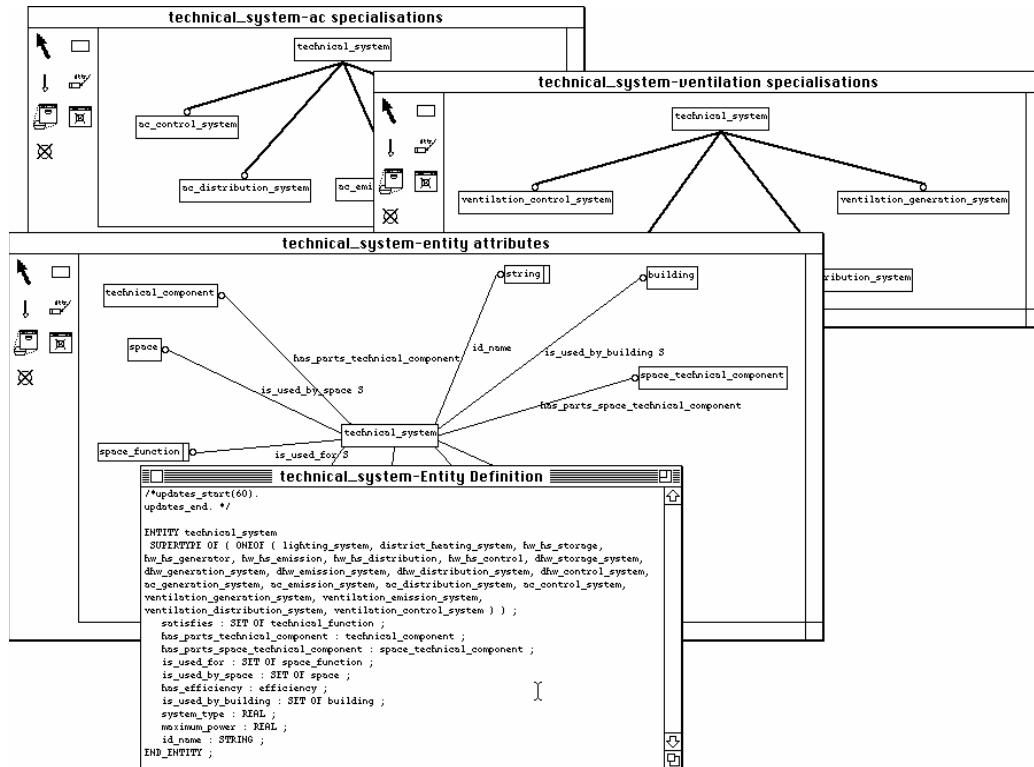 technical_system-ac specialisations
technical_system
ac_control_system
ac_distribution_system
ac_emi
technical_system-ventilation specialisations
technical_system
ventilation_control_system
ventilation_generation_system
ribution_system
technical_system-entity attributes
technical_component
string
building
space
has_parts_technical_component
id_name
is_used_by_building S
is_used_by_space S
space_technical_component
has_parts_space_technical_component
technical_system
space_function
is_used_for S
technical_system-Entity Definition
/*updates_start(60).
updates_end. */
ENTITY technical_system
SUPERTYPE OF ( ONEOF ( lighting_system, district_heating_system, hw_hs_storage,
hw_hs_generator, hw_hs_emission, hw_hs_distribution, hw_hs_control, dhw_storage_system,
dhw_generation_system, dhw_emission_system, dhw_distribution_system, dhw_control_system,
ac_generation_system, ac_emission_system, ac_distribution_system, ac_control_system,
ventilation_generation_system, ventilation_emission_system,
ventilation_distribution_system, ventilation_control_system ) ) ;
satisfies : SET OF technical_function ;
has_parts_technical_component : technical_component ;
has_parts_space_technical_component : space_technical_component ;
is_used_for : SET OF space_function ;
is_used_by_space : SET OF space ;
has_efficiency : efficiency ;
is_used_by_building : SET OF building ;
system_type : REAL ;
maximum_power : REAL ;
id_name : STRING ;
END_ENTITY ;